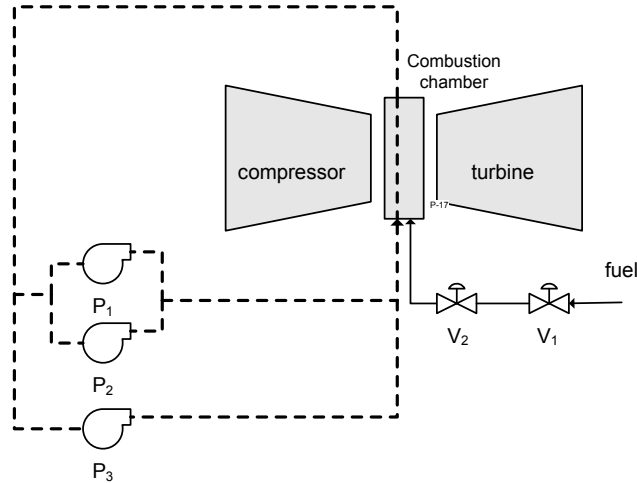 Combustion
chamber
compressor
turbine
P-17
fuel
P1
V2
V1
P2
P3